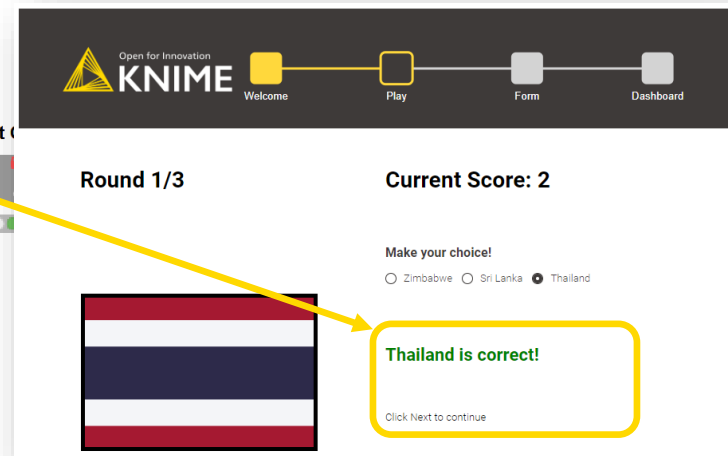 Open for Innovation
KNIME
Welcome
Play
Form
Dashboard
Round 1/3
Current Score: 2
Make your choice!
Zimbabwe
Sri Lanka
Thailand
Thailand is correct!
Click Next to continue